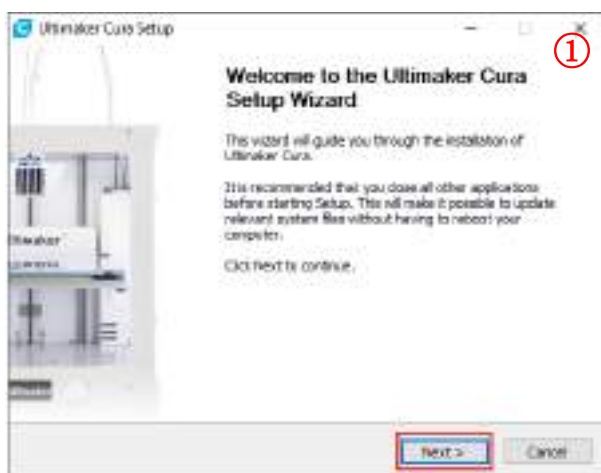 Ultimaker Cura Setup
①
Welcome to the Ultimaker Cura
Setup Wizard
This wizard will guide you through the installation of
Ultimaker Cura.
It is recommended that you close all other applications
before starting Setup. This will make it possible to update
relevant system files without having to reboot your
computer.
Click Next to continue.
Ultimaker
Next >
Cancel